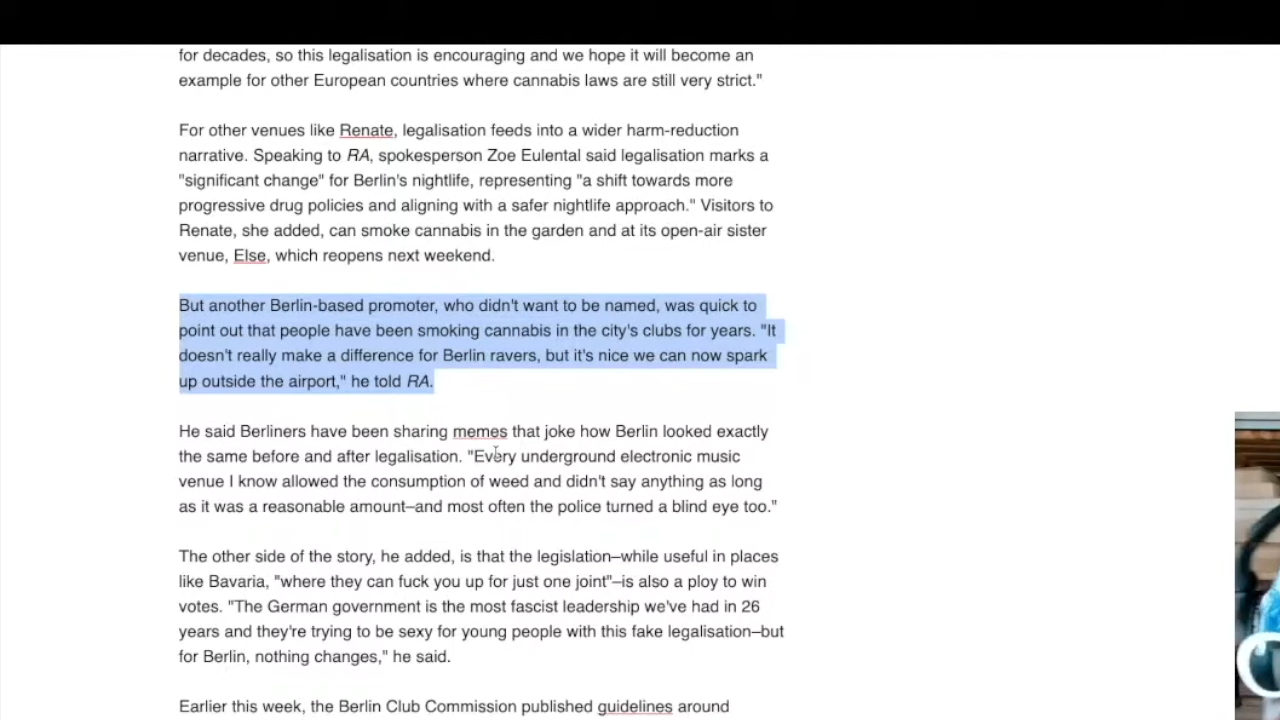 for decades, so this legalisation is encouraging and we hope it will become an
example for other European countries where cannabis laws are still very strict."
For other venues like Renate, legalisation feeds into a wider harm-reduction
narrative. Speaking to RA, spokesperson Zoe Eulental said legalisation marks a
"significant change" for Berlin's nightlife, representing "a shift towards more
progressive drug policies and aligning with a safer nightlife approach." Visitors to
Renate, she added, can smoke cannabis in the garden and at its open-air sister
venue, Else, which reopens next weekend.
But another Berlin-based promoter, who didn't want to be named, was quick to
point out that people have been smoking cannabis in the city's clubs for years. "It
doesn't really make a difference for Berlin ravers, but it's nice we can now spark
up outside the airport," he told RA.
He said Berliners have been sharing memes that joke how Berlin looked exactly
the same before and after legalisation. "Every underground electronic music
venue I know allowed the consumption of weed and didn't say anything as long
as it was a reasonable amount–and most often the police turned a blind eye too."
The other side of the story, he added, is that the legislation–while useful in places
like Bavaria, "where they can fuck you up for just one joint"–is also a ploy to win
votes. "The German government is the most fascist leadership we've had in 26
years and they're trying to be sexy for young people with this fake legalisation–but
for Berlin, nothing changes," he said.
Earlier this week, the Berlin Club Commission published guidelines around